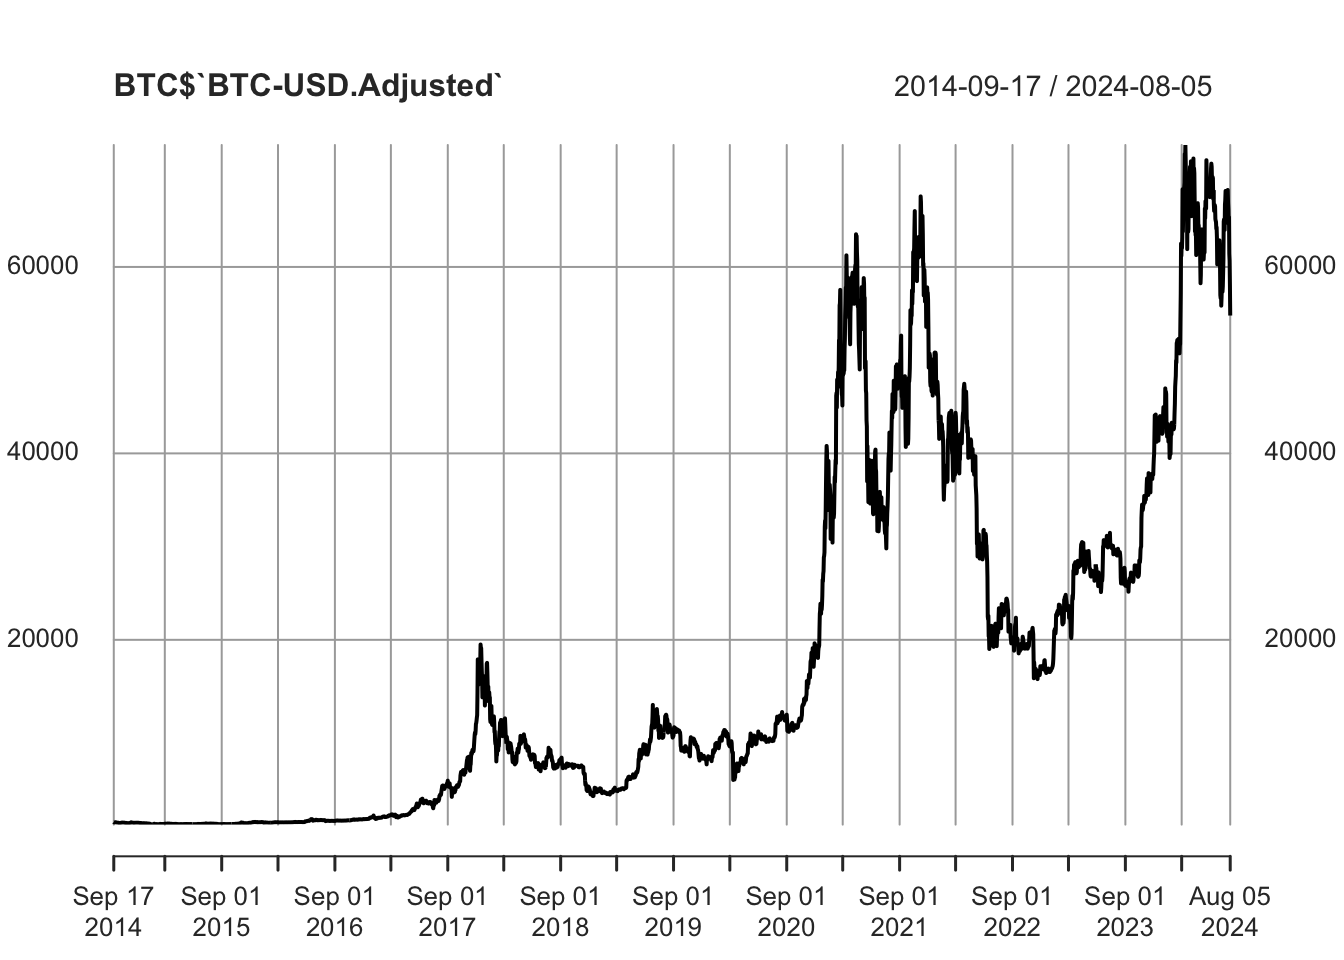 BTC$`BTC-USD.Adjusted` 2014-09-17 / 2024-08-05
60000 60000
40000 40000
20000 20000
Sep 17 Sep 01 Sep 01 Sep 01 Sep 01 Sep 01 Sep 01 Sep 01 Sep 01 Sep 01 Aug 05
2014 2015 2016 2017 2018 2019 2020 2021 2022 2023 2024